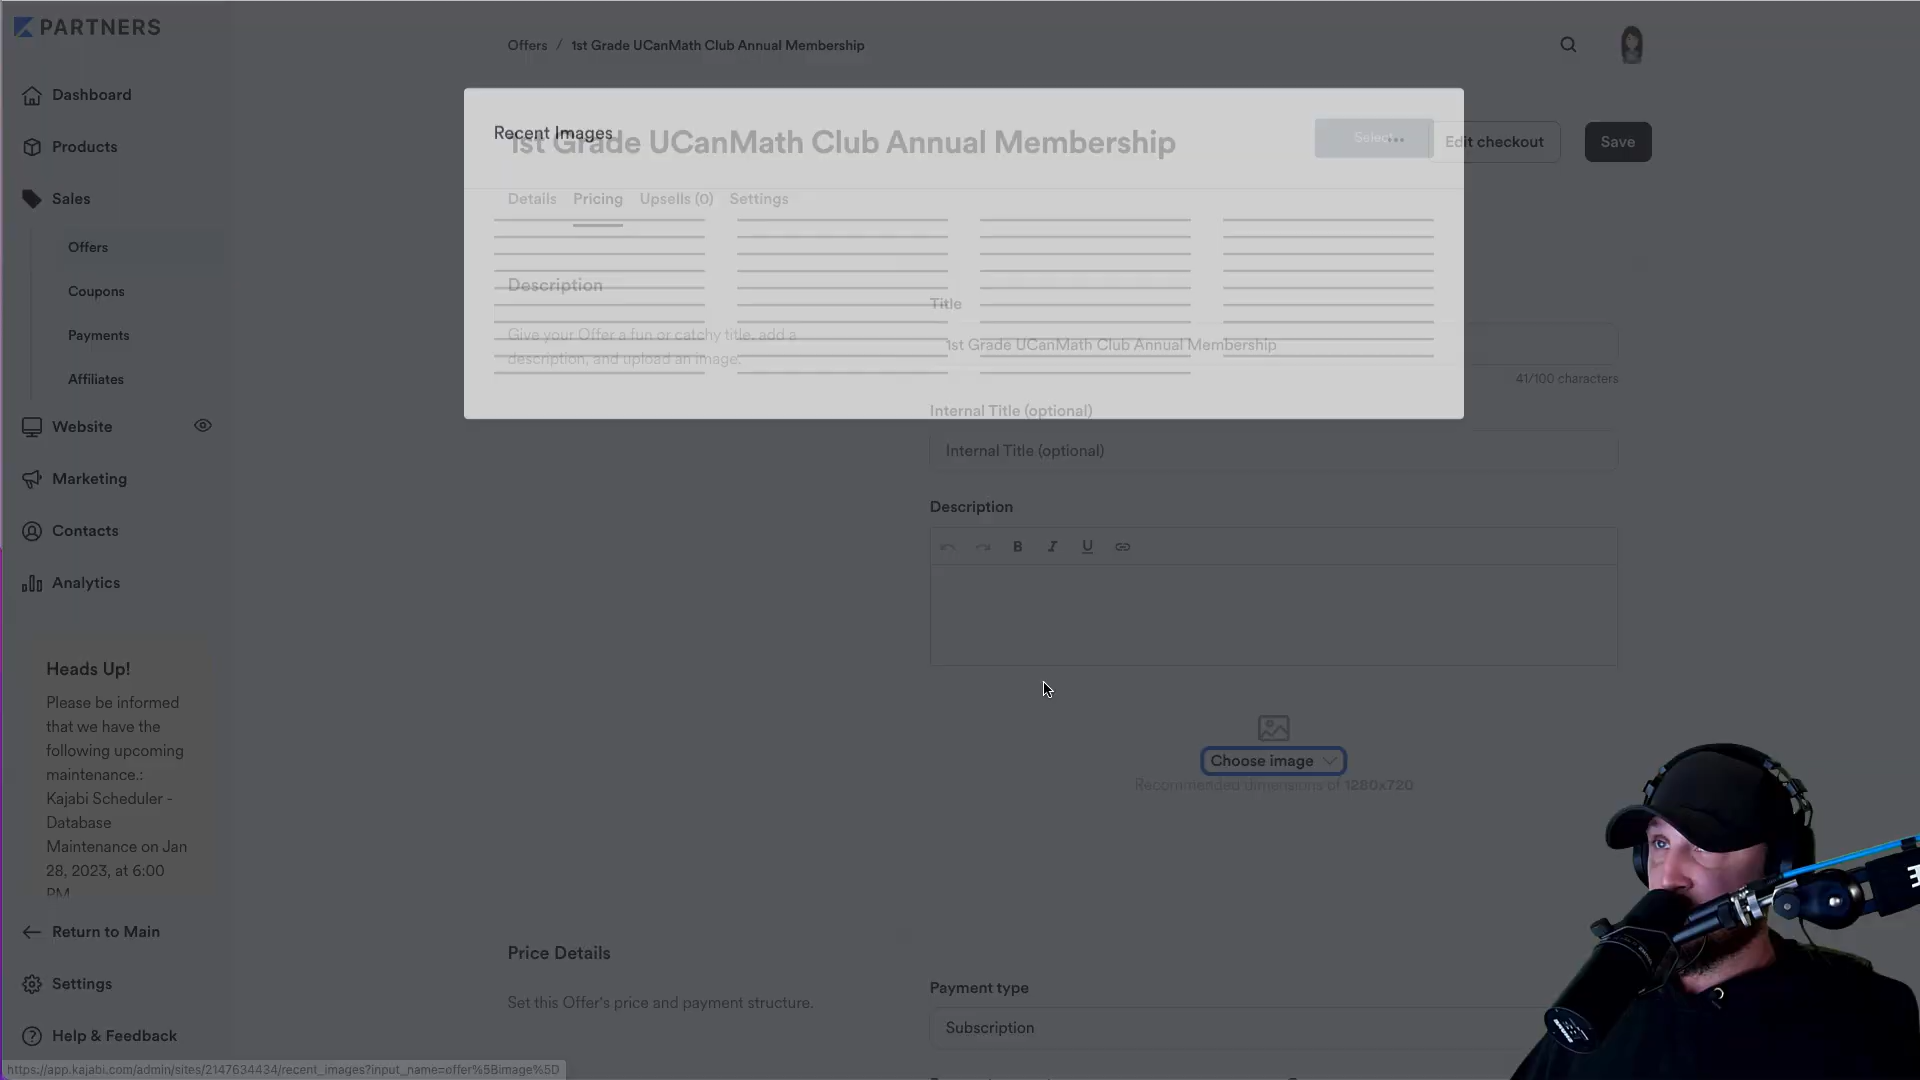 PARTNERS
Offers / 1st Grade UCanMath Club Annual Membership
Dashboard
Products
Sales
Offers
Coupons
Payments
Affiliates
Website
Marketing
Contacts
Analytics
Heads Up!
Please be informed
that we have the
following upcoming
maintenance.:
Kajabi Scheduler -
Database
Maintenance on Jan
28, 2023, at 6:00
PM
Return to Main
Settings
Help & Feedback
https://app.kajabi.com/admin/sites/2147634434/recent_images?input_name=offer%5Bimage%5D
Recent Images
Select
1st Grade UCanMath Club Annual Membership
Edit checkout
Save
Details Pricing Upsells (0) Settings
Description
Give your Offer a fun or catchy title, add a
description, and upload an image.
Title
1st Grade UCanMath Club Annual Membership
41/100 characters
Internal Title (optional)
Internal Title (optional)
Description
B I U
Choose image
Recommended dimensions of 1280x720
Price Details
Set this Offer's price and payment structure.
Payment type
Subscription